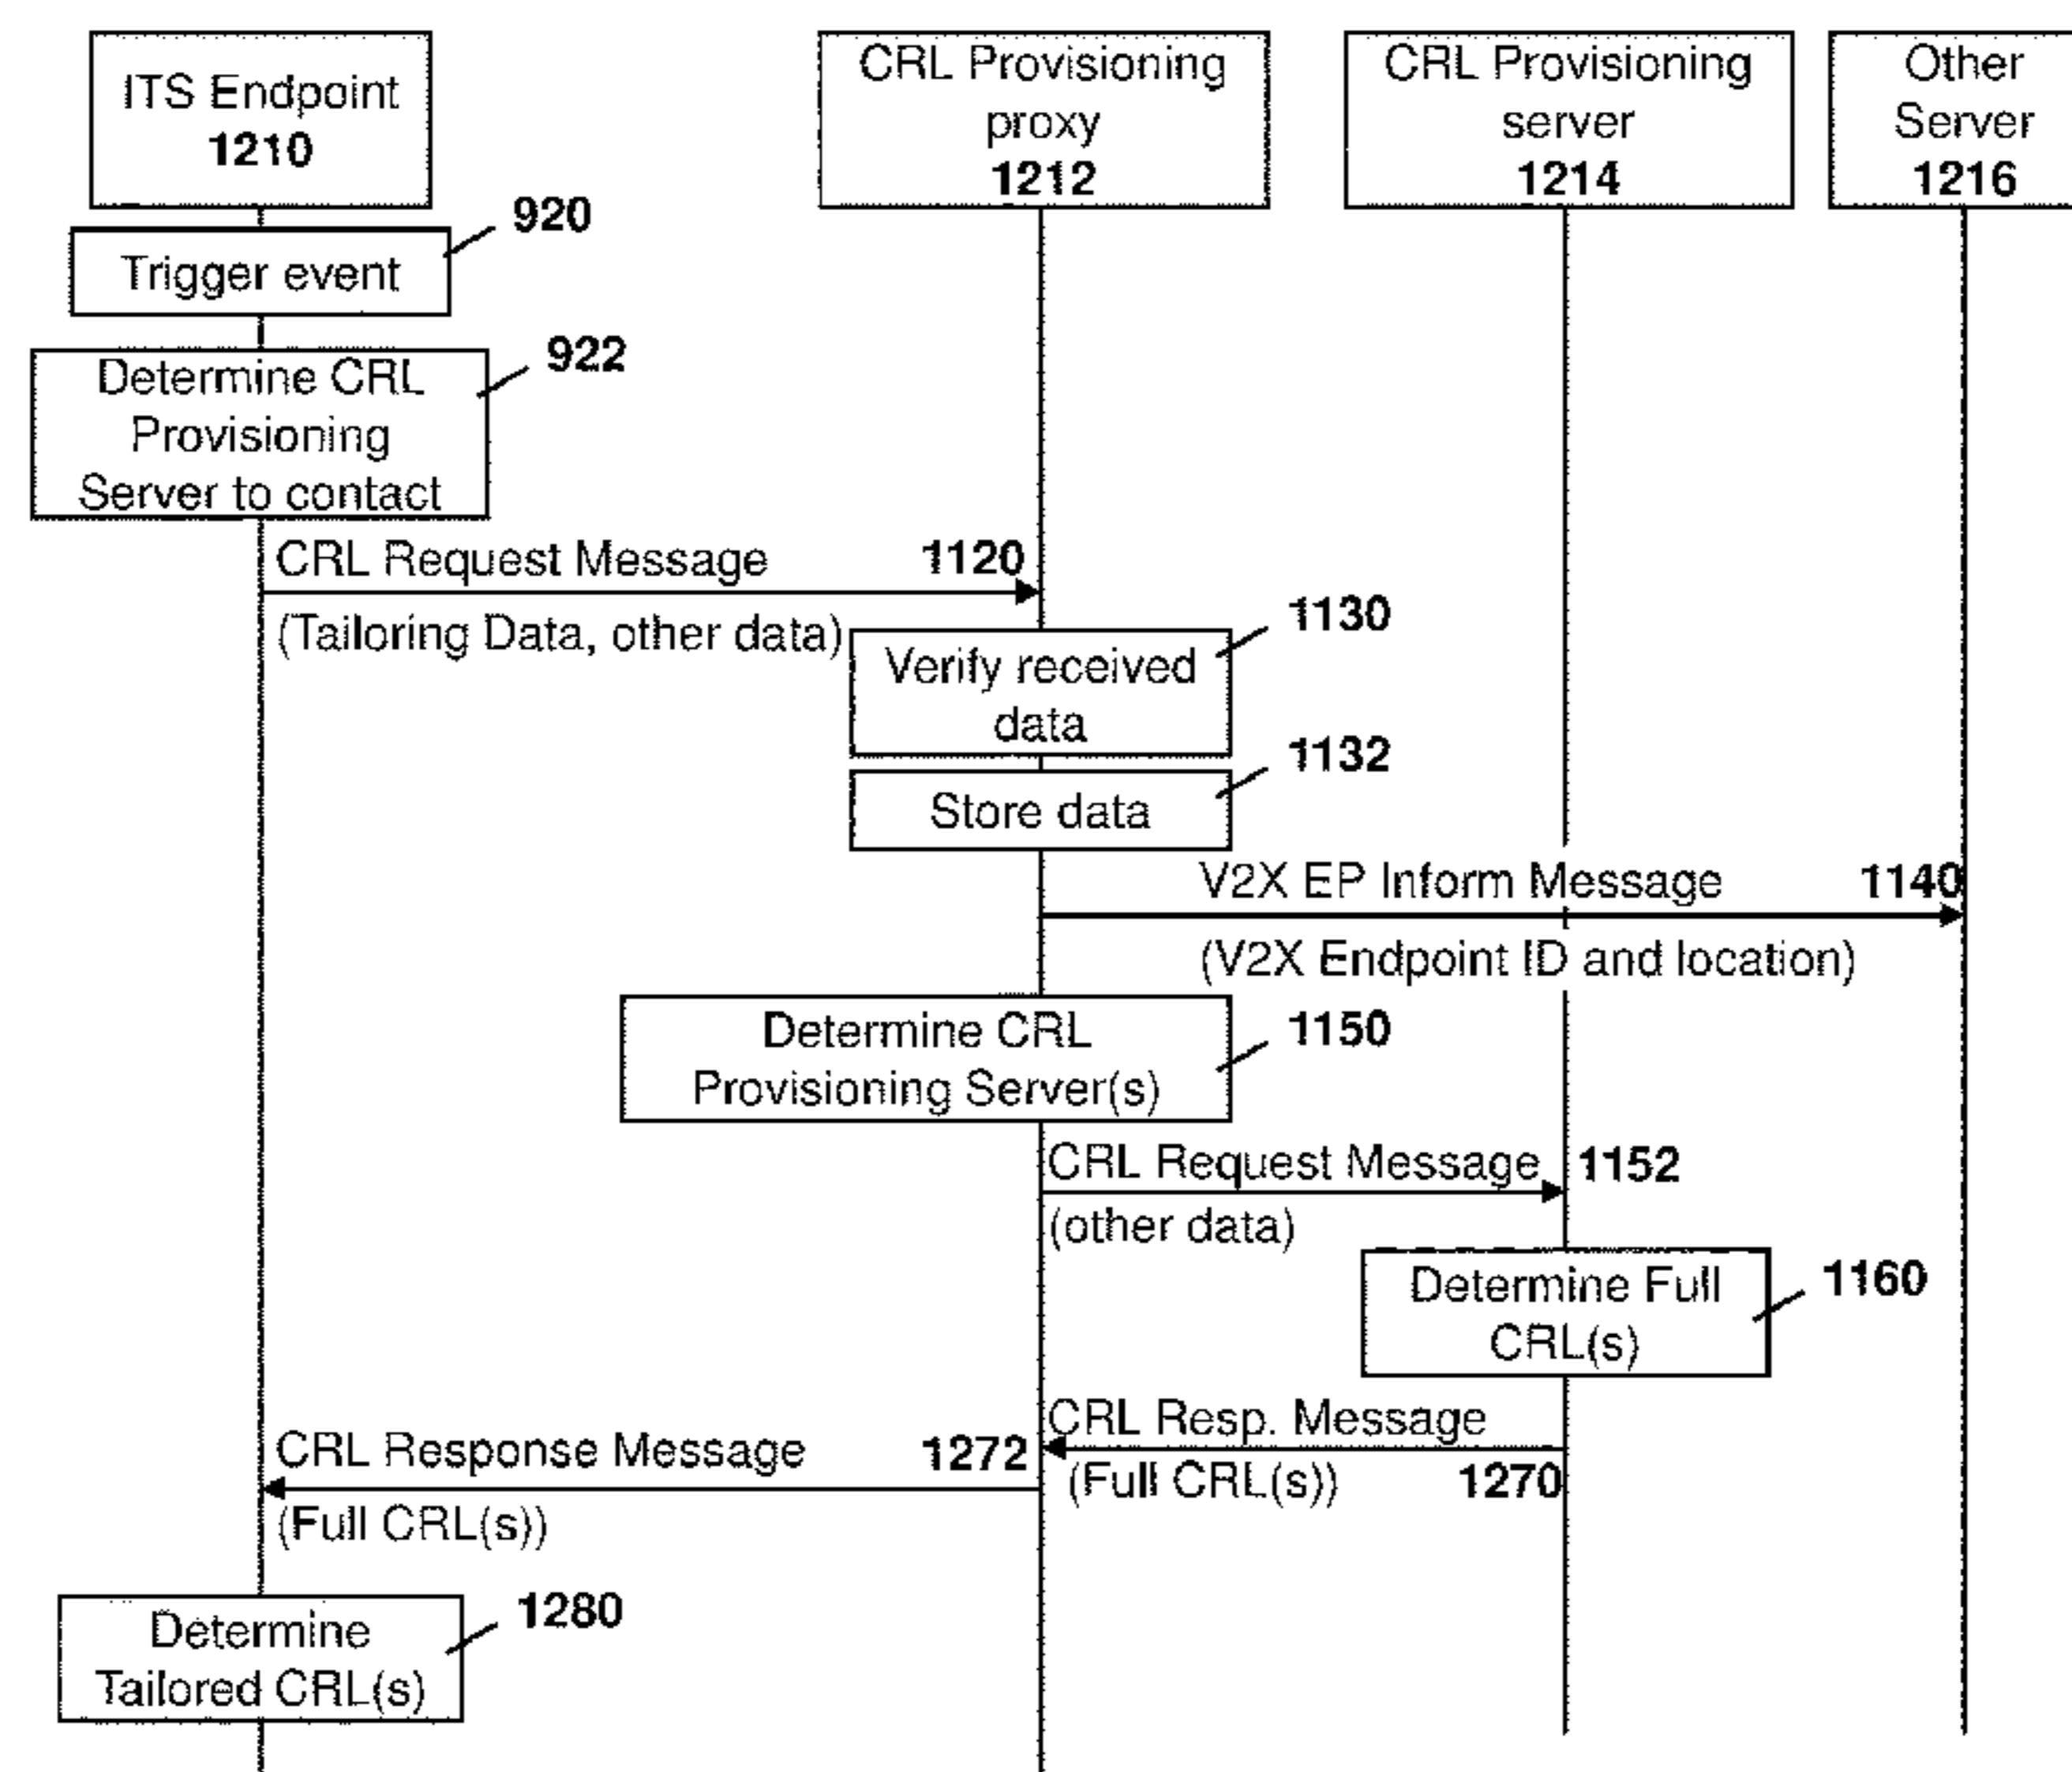 ITS Endpoint
1210
CRL Provisioning
proxy
1212
CRL Provisioning
server
1214
Other
Server
1216
920
Trigger event
922
Determine CRL
Provisioning
Server to contact
CRL Request Message
1120
(Tailoring Data, other data)
1130
Verify received
data
1132
Store data
V2X EP Inform Message
1140
(V2X Endpoint ID and location)
Determine CRL
Provisioning Server(s)
1150
CRL Request Message
1152
(other data)
Determine Full
CRL(s)
1160
CRL Resp. Message
(Full CRL(s))
1270
CRL Response Message
1272
(Full CRL(s))
Determine
Tailored CRL(s)
1280